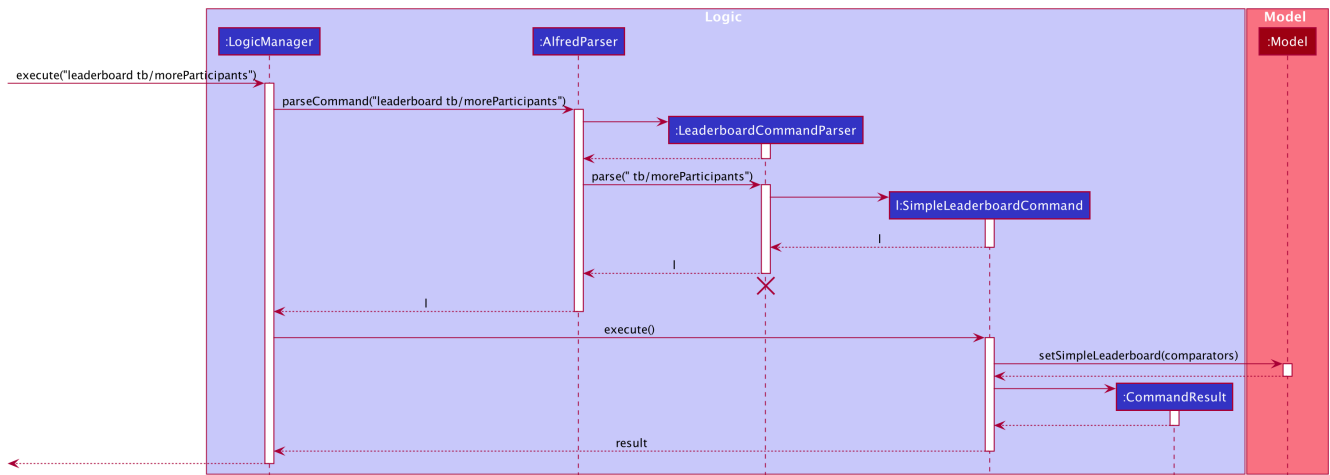 Logic
Model
:LogicManager
:AlfredParser
:Model
execute("leaderboard tb/moreParticipants")
parseCommand("leaderboard tb/moreParticipants")
:LeaderboardCommandParser
parse(" tb/moreParticipants")
l:SimpleLeaderboardCommand
l
l
l
execute()
setSimpleLeaderboard(comparators)
:CommandResult
result